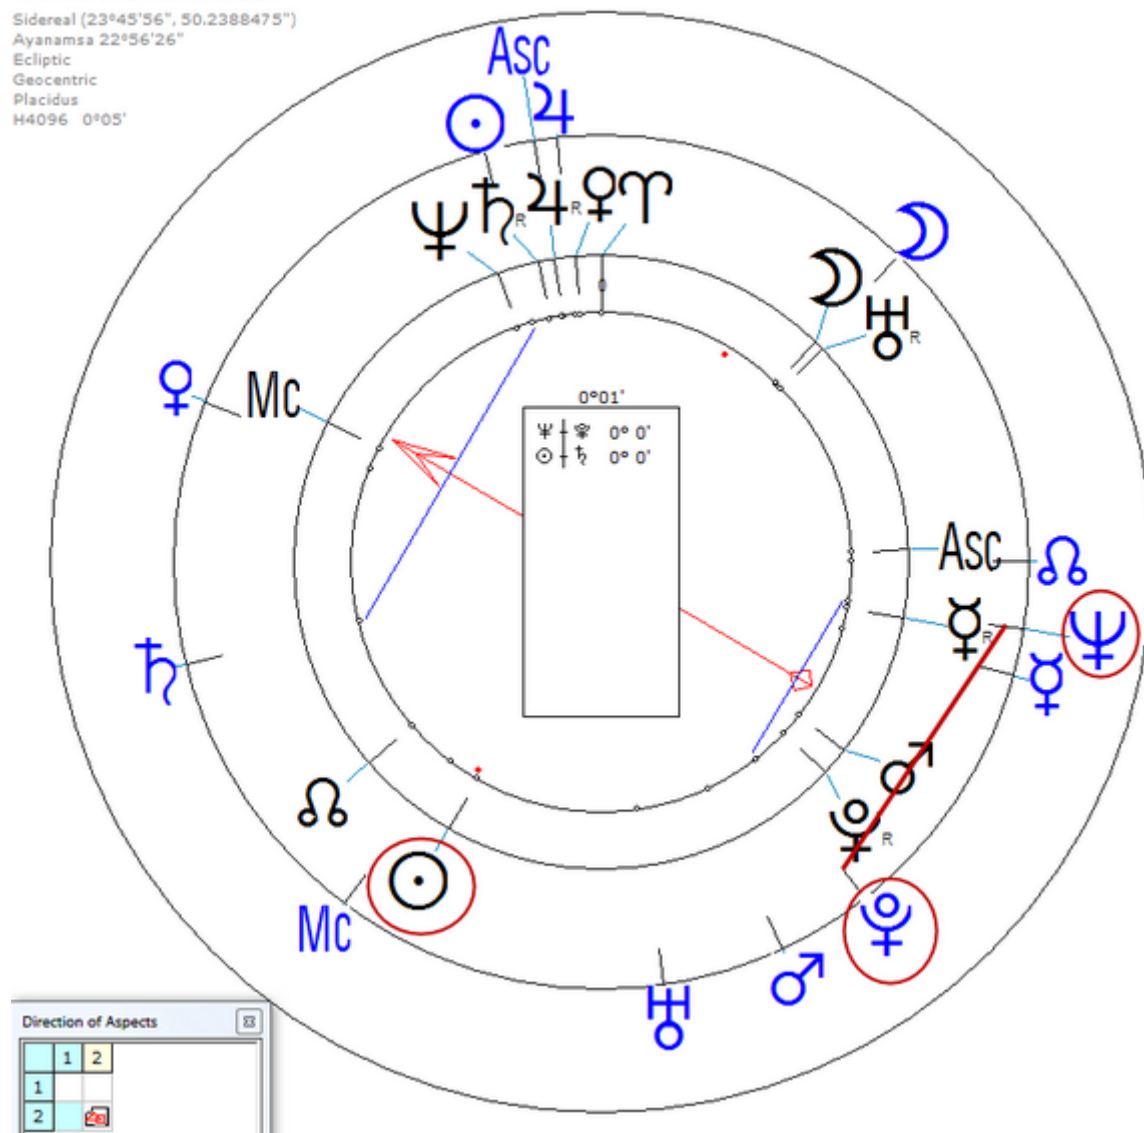 Sidereal (23°45'56", 50.2388475")
Ayanamsa 22°56'26"
Ecliptic
Geocentric
Placidus
H4096 0°05'
Asc
☉ ♃
♆ ♄ R ♃ R ♀ ♈
☽
☽
♅ R
♀ Mc
0°01'
♆ ┼ 0° 0'
☉ ┼ ♄ 0° 0'
Asc ☊
☿ R ♆
♄ ☿
♂
☊ R
☉
Mc
♂
♅
Direction of Aspects
1 2
1
2